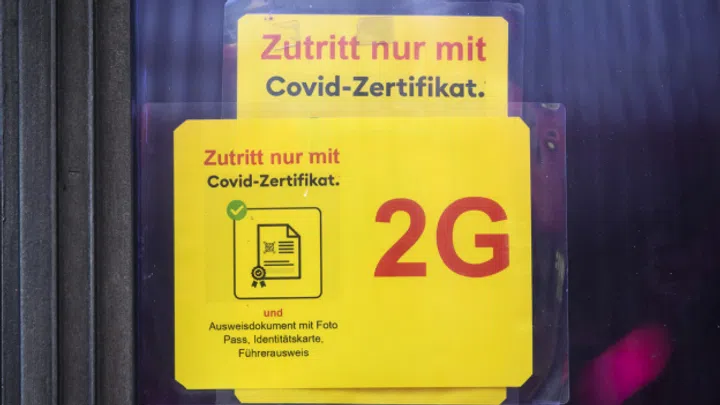 Zutritt nur mit
Covid-Zertifikat.
Zutritt nur mit
Covid-Zertifikat.
2G
und
Ausweisdokument mit Foto
Pass, Identitätskarte,
Führerausweis